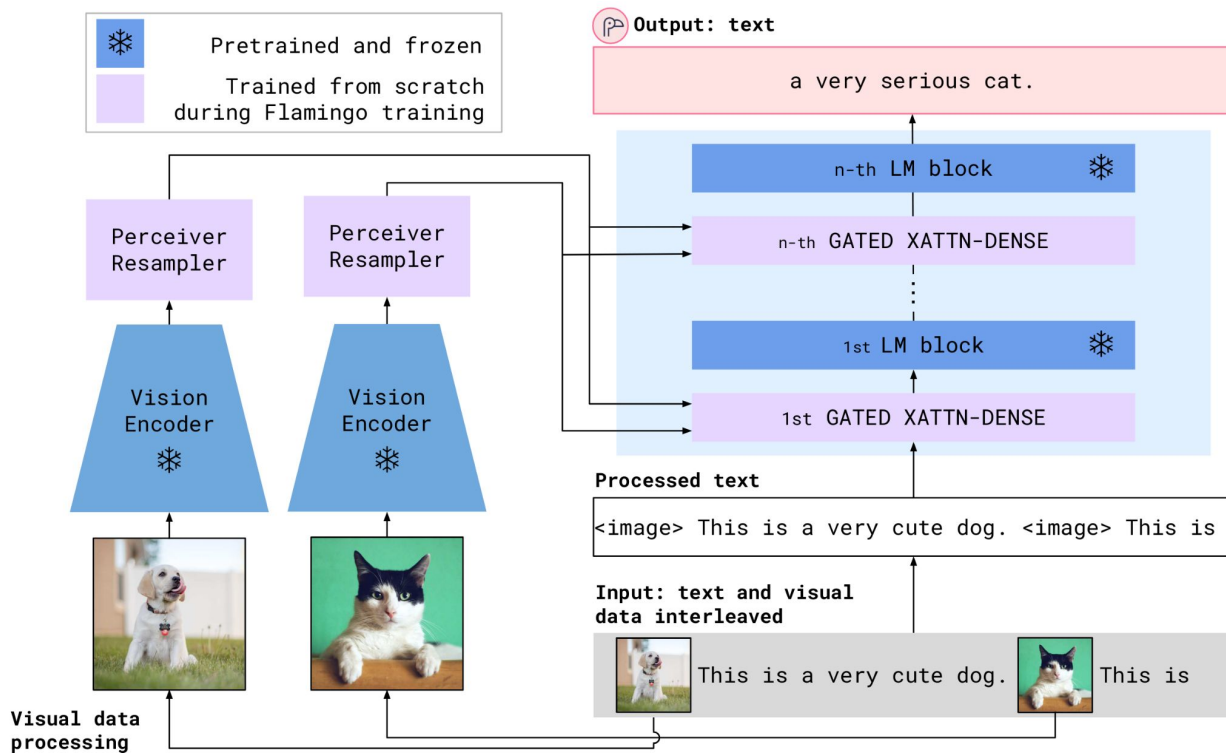 Pretrained and frozen
Trained from scratch
during Flamingo training
Output: text
a very serious cat.
n-th LM block
n-th GATED XATTN-DENSE
1st LM block
1st GATED XATTN-DENSE
Perceiver
Resampler
Perceiver
Resampler
Vision
Encoder
Vision
Encoder
Processed text
<image> This is a very cute dog. <image> This is
Input: text and visual
data interleaved
This is a very cute dog.
This is
Visual data
processing